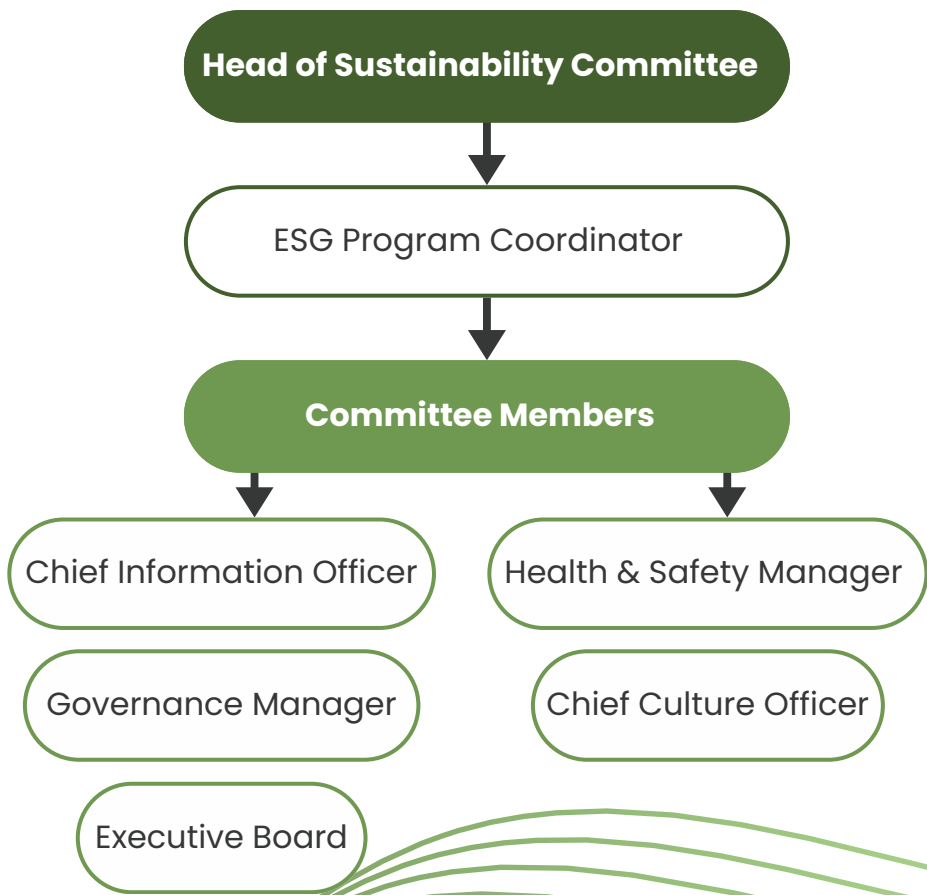 Head of Sustainability Committee
ESG Program Coordinator
Committee Members
Chief Information Officer
Health & Safety Manager
Governance Manager
Chief Culture Officer
Executive Board